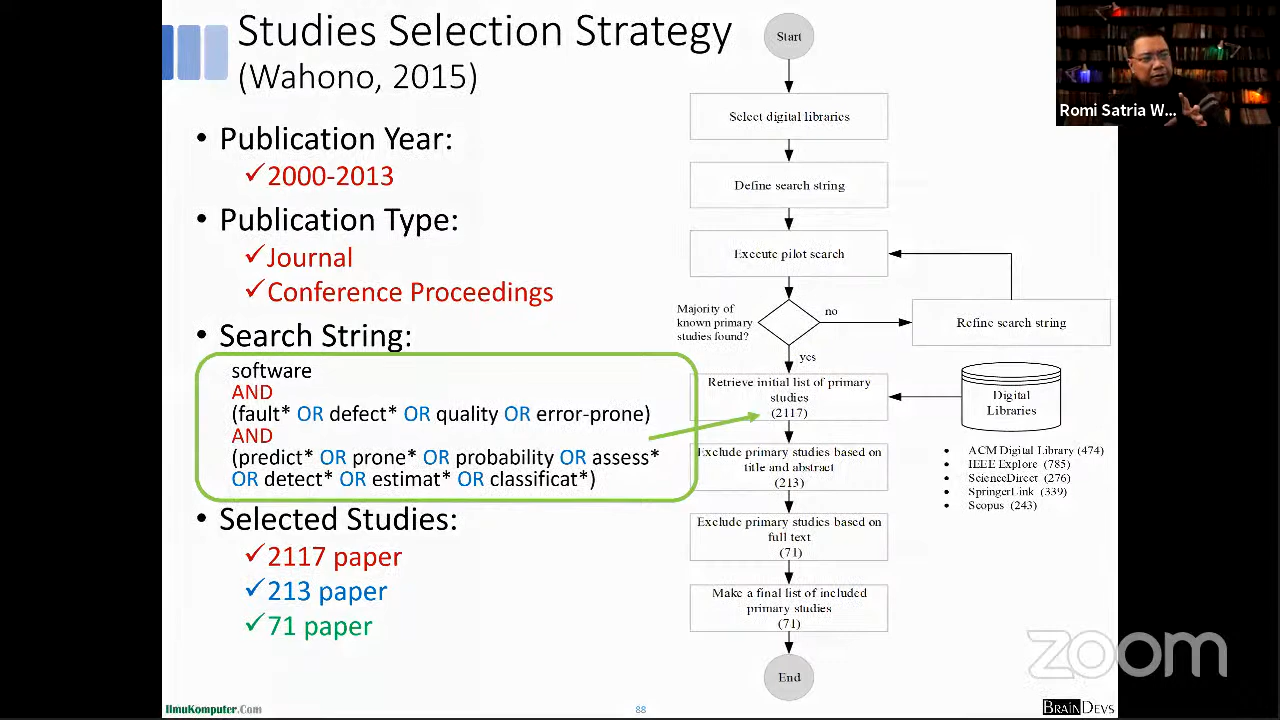 Studies Selection Strategy
(Wahono, 2015)
• Publication Year:
✓2000-2013
• Publication Type:
✓Journal
✓Conference Proceedings
• Search String:
software
AND
(fault* OR defect* OR quality OR error-prone)
AND
(predict* OR prone* OR probability OR assess*
OR detect* OR estimat* OR classificat*)
• Selected Studies:
✓2117 paper
✓213 paper
✓71 paper
Start
Select digital libraries
Define search string
Execute pilot search
Majority of
known primary
studies found?
no
Refine search string
yes
Retrieve initial list of primary
studies
(2117)
Digital
Libraries
• ACM Digital Library (474)
• IEEE Explore (785)
• ScienceDirect (276)
• SpringerLink (339)
• Scopus (243)
Exclude primary studies based on
title and abstract
(213)
Exclude primary studies based on
full text
(71)
Make a final list of included
primary studies
(71)
End
Romi Satria W...
zoom
IlmuKomputer.Com
88
BRAINDEVS